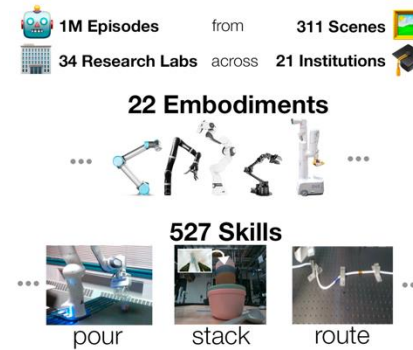 1M Episodes from 311 Scenes
34 Research Labs across 21 Institutions
22 Embodiments
527 Skills
pour stack route